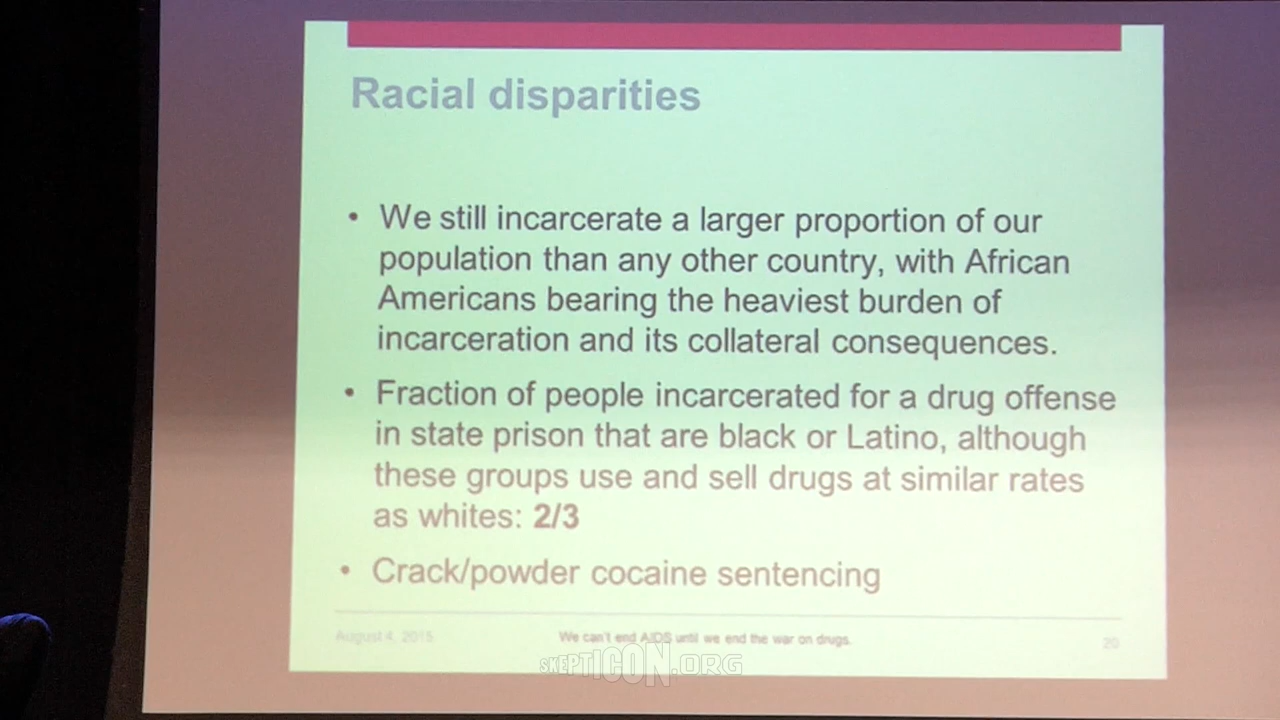 Racial disparities
• We still incarcerate a larger proportion of our
population than any other country, with African
Americans bearing the heaviest burden of
incarceration and its collateral consequences.
• Fraction of people incarcerated for a drug offense
in state prison that are black or Latino, although
these groups use and sell drugs at similar rates
as whites: 2/3
• Crack/powder cocaine sentencing
August 4, 2015
We can't end AIDS until we end the war on drugs.
20
SKEPTICON.ORG